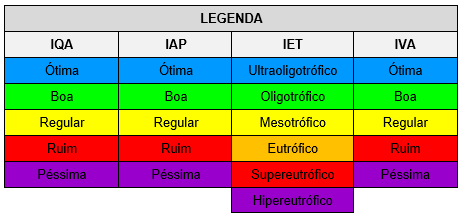 LEGENDA
IQA IAP IET IVA
Ótima Ótima Ultraoligotrófico Ótima
Boa Boa Oligotrófico Boa
Regular Regular Mesotrófico Regular
Ruim Ruim Eutrófico Ruim
Péssima Péssima Supereutrófico Péssima
Hipereutrófico